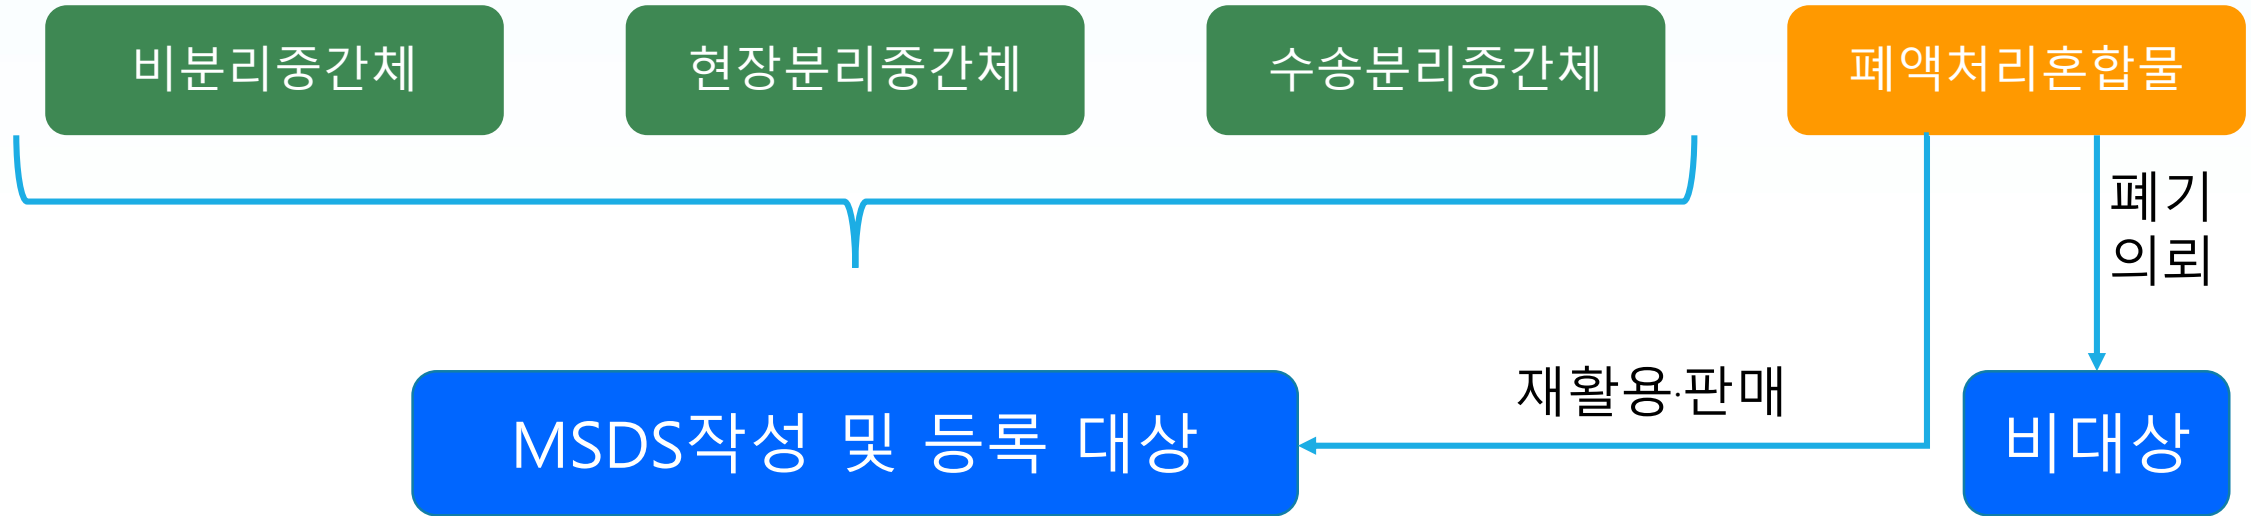 비분리중간체
현장분리중간체
수송분리중간체
폐액처리혼합물
폐기
의뢰
재활용·판매
MSDS작성 및 등록 대상
비대상